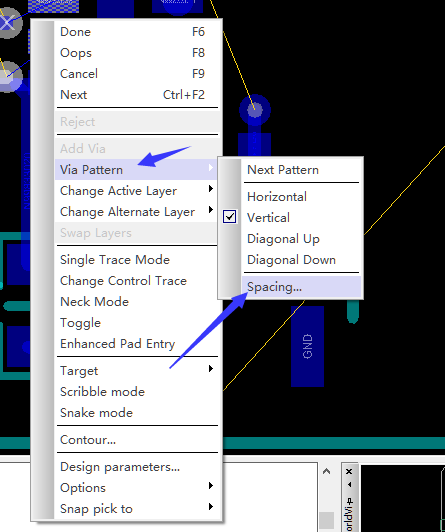 Done F6
Oops F8
Cancel F9
Next Ctrl+F2
Reject
Add Via
Via Pattern
Change Active Layer
Change Alternate Layer
Swap Layers
Single Trace Mode
Change Control Trace
Neck Mode
Toggle
Enhanced Pad Entry
Target
Scribble mode
Snake mode
Contour...
Design parameters...
Options
Snap pick to
Next Pattern
Horizontal
Vertical
Diagonal Up
Diagonal Down
Spacing...
GND